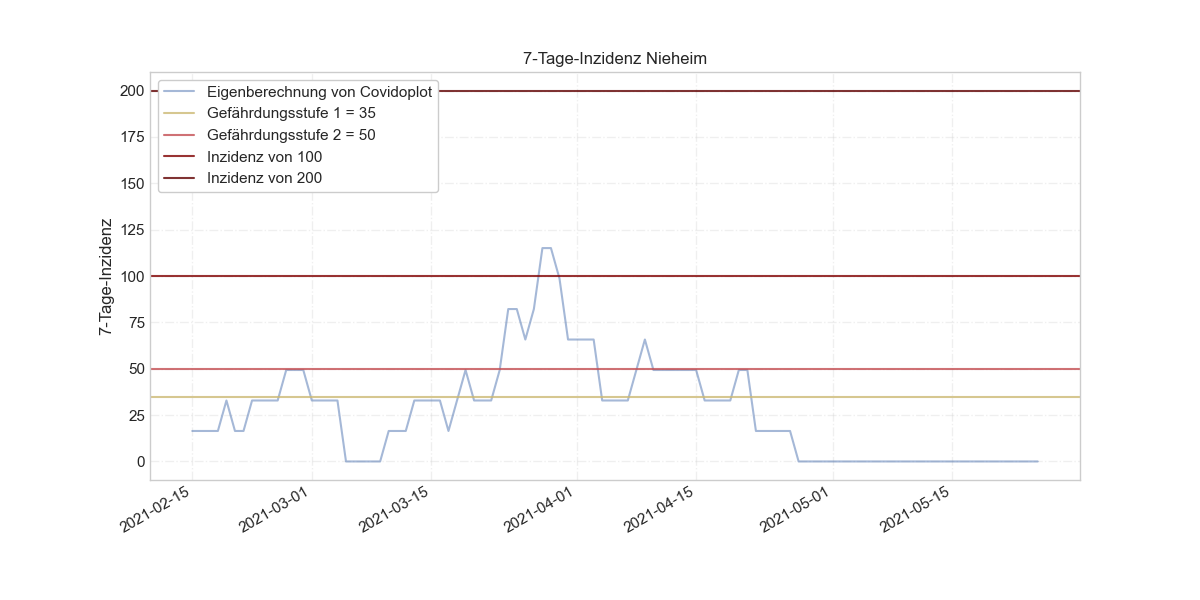 7-Tage-Inzidenz Nieheim
Eigenberechnung von Covidoplot
Gefährdungsstufe 1 = 35
Gefährdungsstufe 2 = 50
Inzidenz von 100
Inzidenz von 200
7-Tage-Inzidenz
200
175
150
125
100
75
50
25
0
2021-02-15
2021-03-01
2021-03-15
2021-04-01
2021-04-15
2021-05-01
2021-05-15